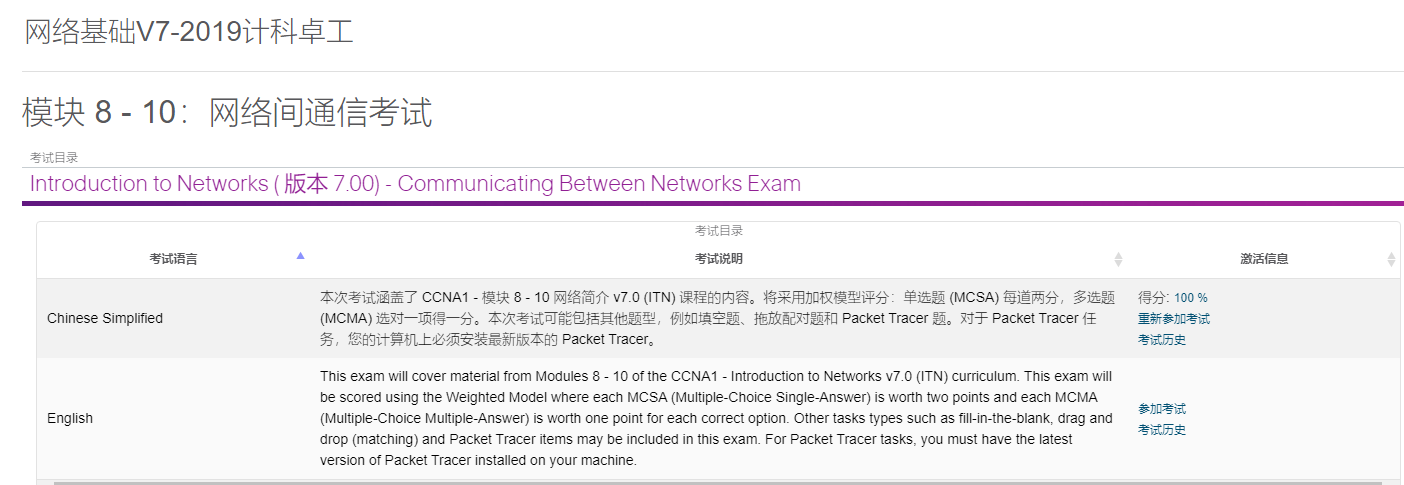 网络基础V7-2019计科卓工
模块 8 - 10：网络间通信考试
考试目录
Introduction to Networks ( 版本 7.00) - Communicating Between Networks Exam
考试目录
考试语言 考试说明 激活信息
Chinese Simplified
本次考试涵盖了 CCNA1 - 模块 8 - 10 网络简介 v7.0 (ITN) 课程的内容。将采用加权模型评分：单选题 (MCSA) 每道两分，多选题
(MCMA) 选对一项得一分。本次考试可能包括其他题型，例如填空题、拖放配对题和 Packet Tracer 题。对于 Packet Tracer 任
务，您的计算机上必须安装最新版本的 Packet Tracer。
得分: 100 %
重新参加考试
考试历史
English
This exam will cover material from Modules 8 - 10 of the CCNA1 - Introduction to Networks v7.0 (ITN) curriculum. This exam will
be scored using the Weighted Model where each MCSA (Multiple-Choice Single-Answer) is worth two points and each MCMA
(Multiple-Choice Multiple-Answer) is worth one point for each correct option. Other tasks types such as fill-in-the-blank, drag and
drop (matching) and Packet Tracer items may be included in this exam. For Packet Tracer tasks, you must have the latest
version of Packet Tracer installed on your machine.
参加考试
考试历史